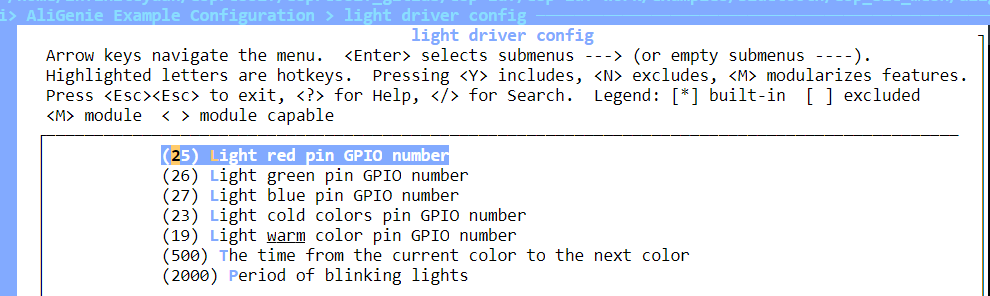 i> AliGenie Example Configuration > light driver config
light driver config
Arrow keys navigate the menu.  <Enter> selects submenus ---> (or empty submenus ----).
Highlighted letters are hotkeys.  Pressing <Y> includes, <N> excludes, <M> modularizes features.
Press <Esc><Esc> to exit, <?> for Help, </> for Search.  Legend: [*] built-in  [ ] excluded
<M> module  < > module capable
(25) Light red pin GPIO number
(26) Light green pin GPIO number
(27) Light blue pin GPIO number
(23) Light cold colors pin GPIO number
(19) Light warm color pin GPIO number
(500) The time from the current color to the next color
(2000) Period of blinking lights